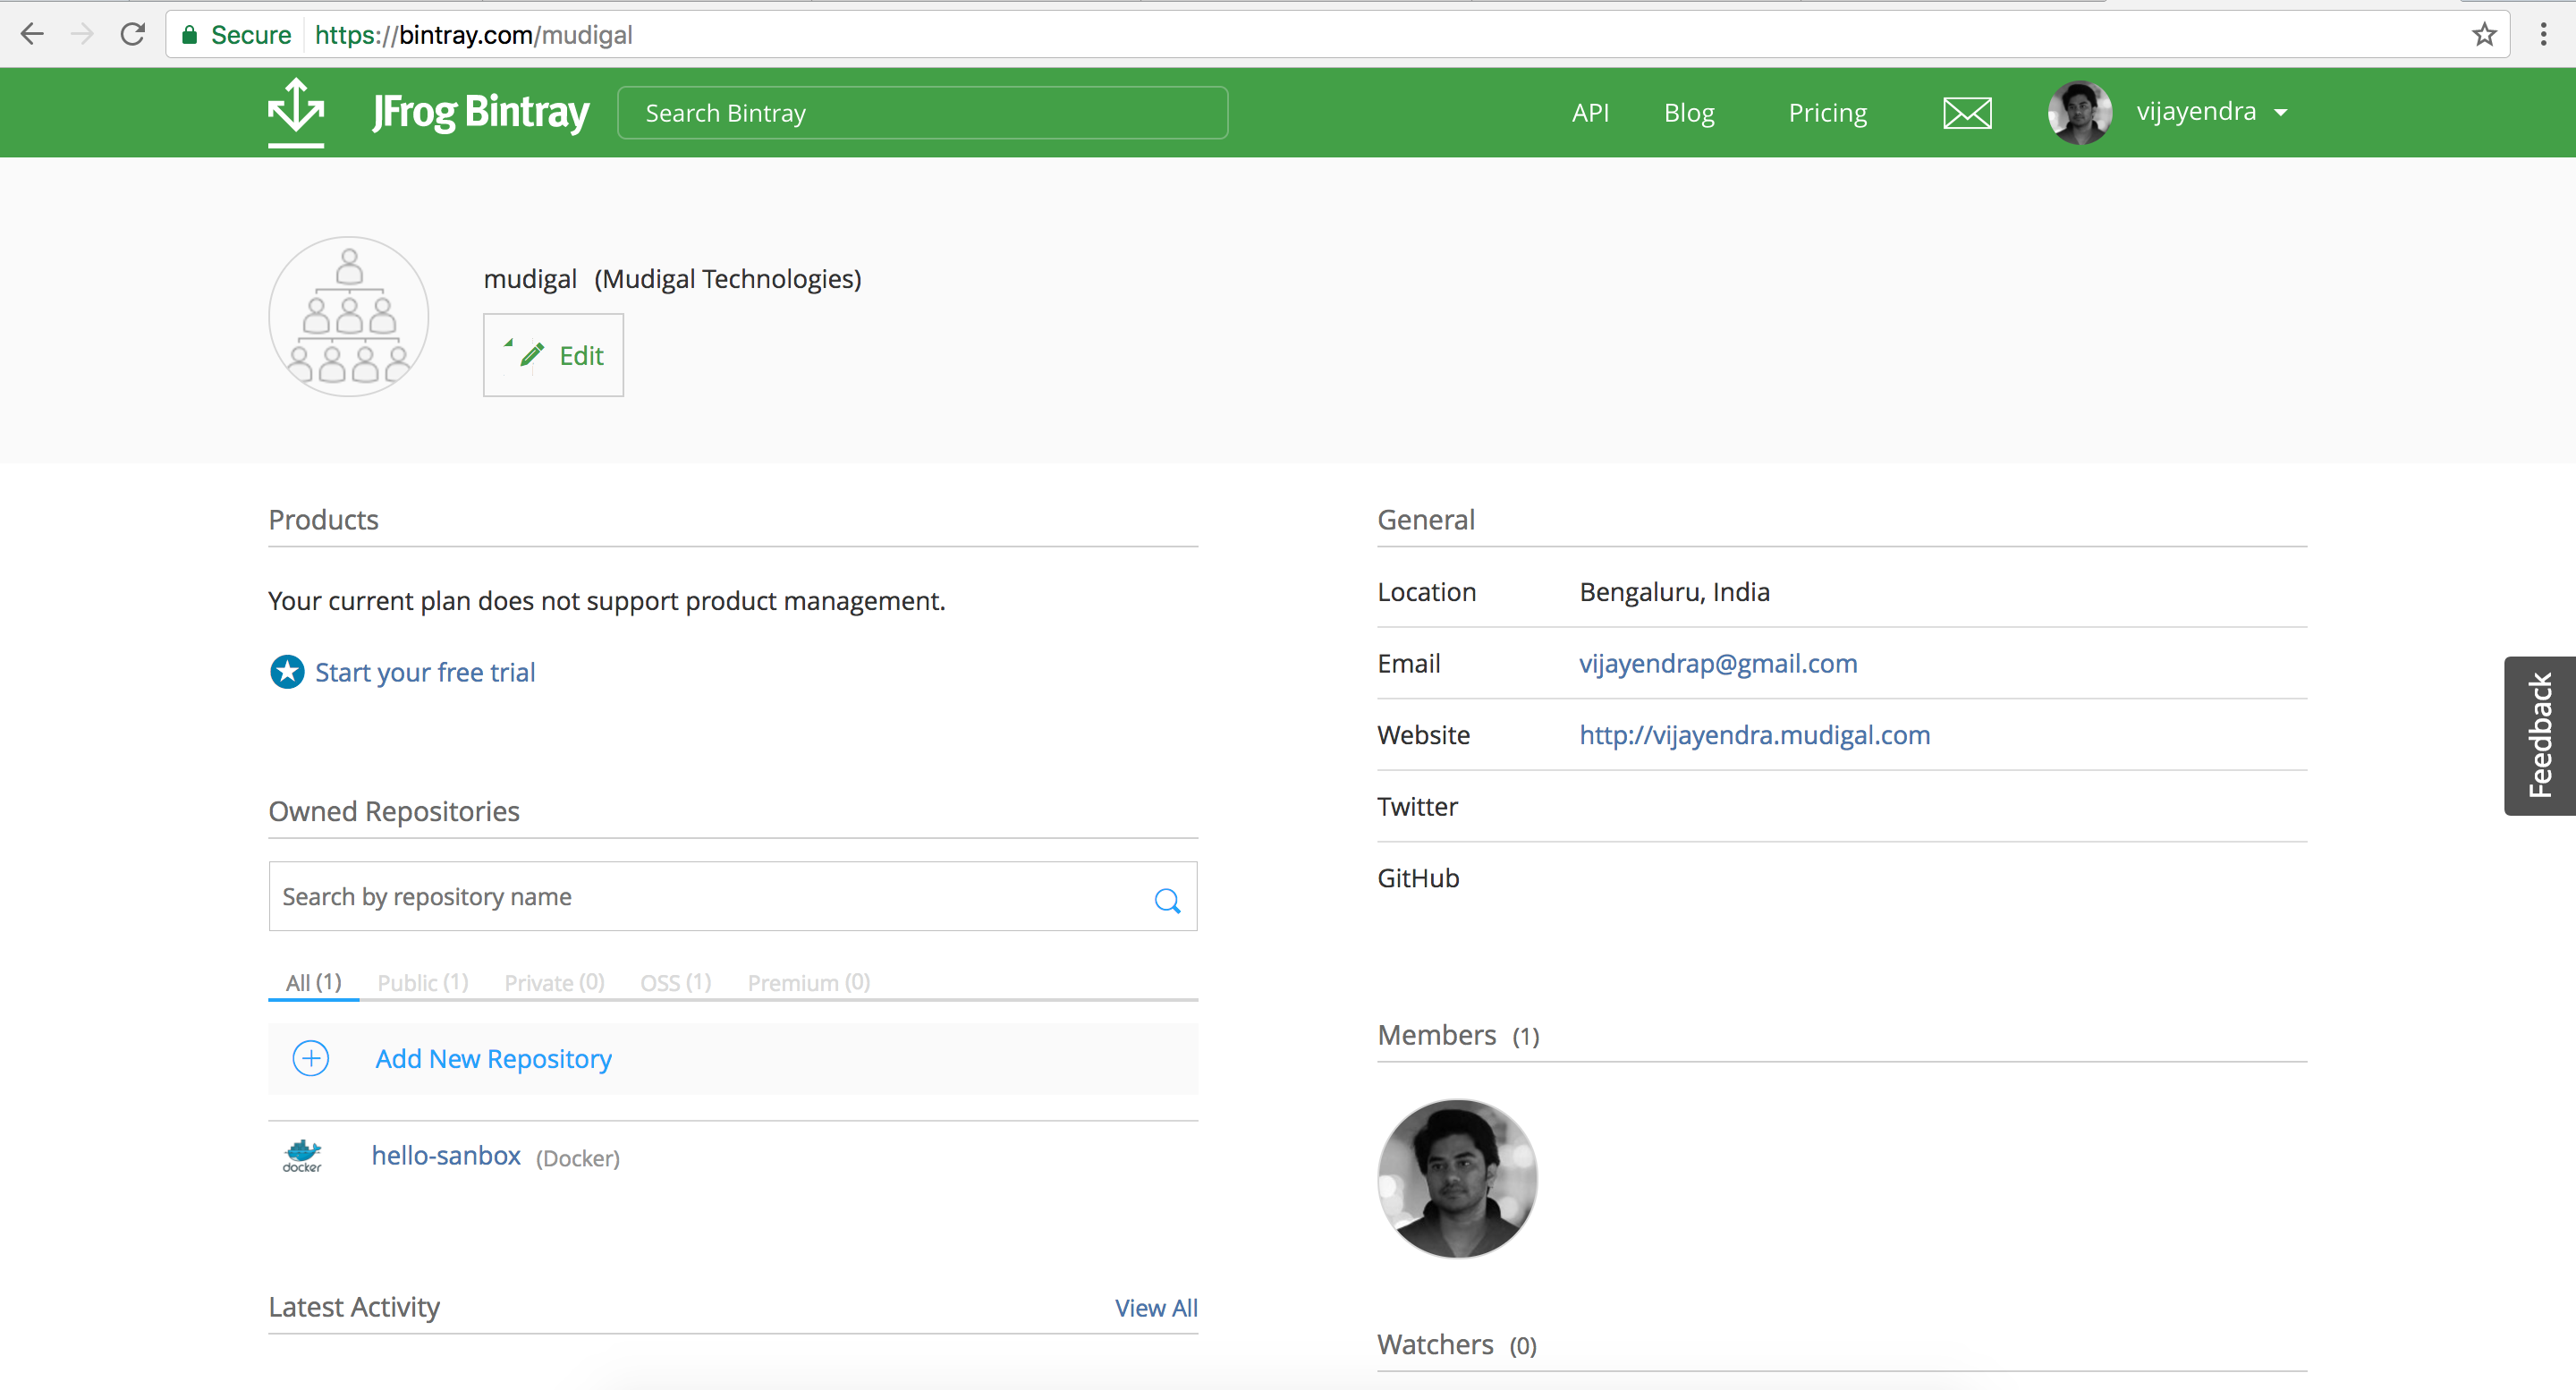 Secure https://bintray.com/mudigal
JFrog Bintray Search Bintray API Blog Pricing vijayendra
mudigal (Mudigal Technologies)
Edit
Products
Your current plan does not support product management.
Start your free trial
Owned Repositories
Search by repository name
All (1) Public (1) Private (0) OSS (1) Premium (0)
Add New Repository
docker hello-sanbox (Docker)
Latest Activity View All
General
Location Bengaluru, India
Email vijayendrap@gmail.com
Website http://vijayendra.mudigal.com
Twitter
GitHub
Members (1)
Watchers (0)
Feedback